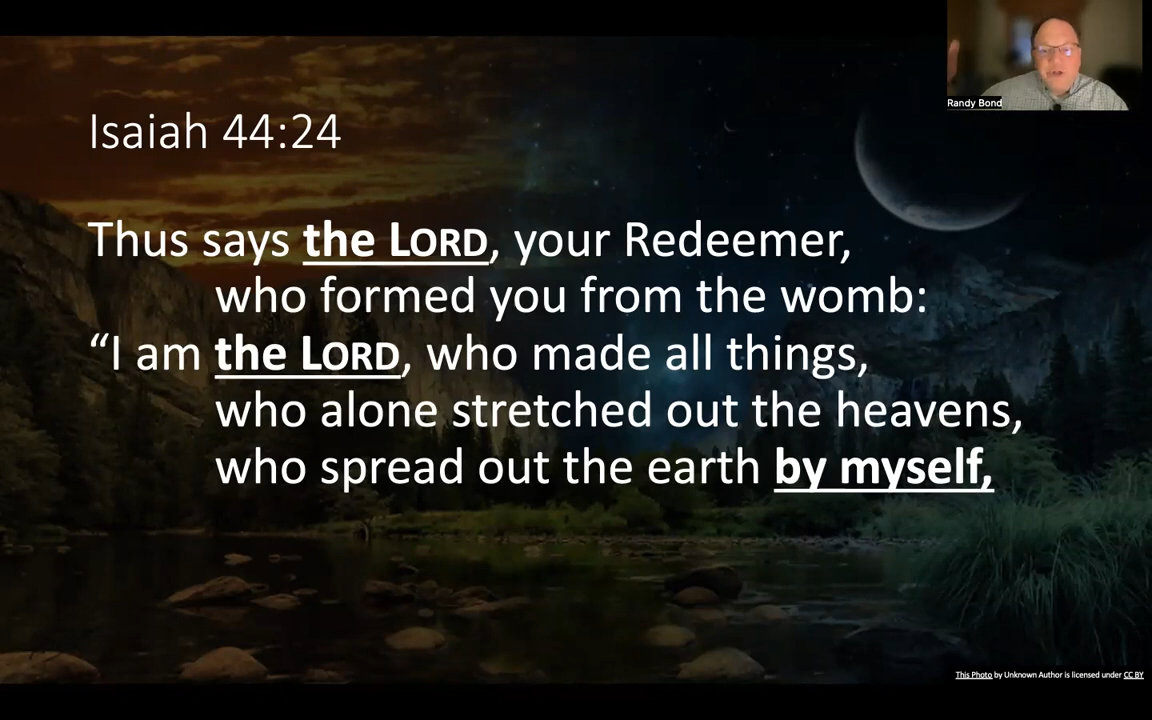 Randy Bond
Isaiah 44:24
Thus says the LORD, your Redeemer,
who formed you from the womb:
“I am the LORD, who made all things,
who alone stretched out the heavens,
who spread out the earth by myself,
This Photo by Unknown Author is licensed under CC BY